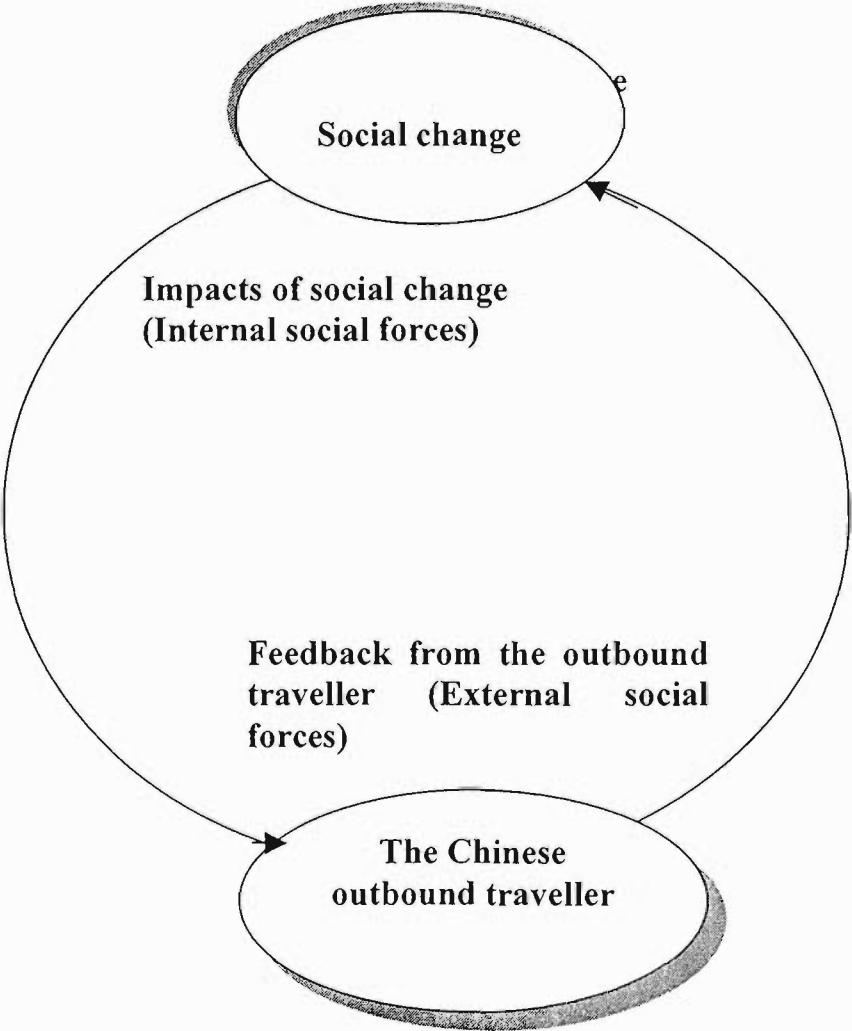 Social change
Impacts of social change
(Internal social forces)
Feedback from the outbound
traveller (External social
forces)
The Chinese
outbound traveller